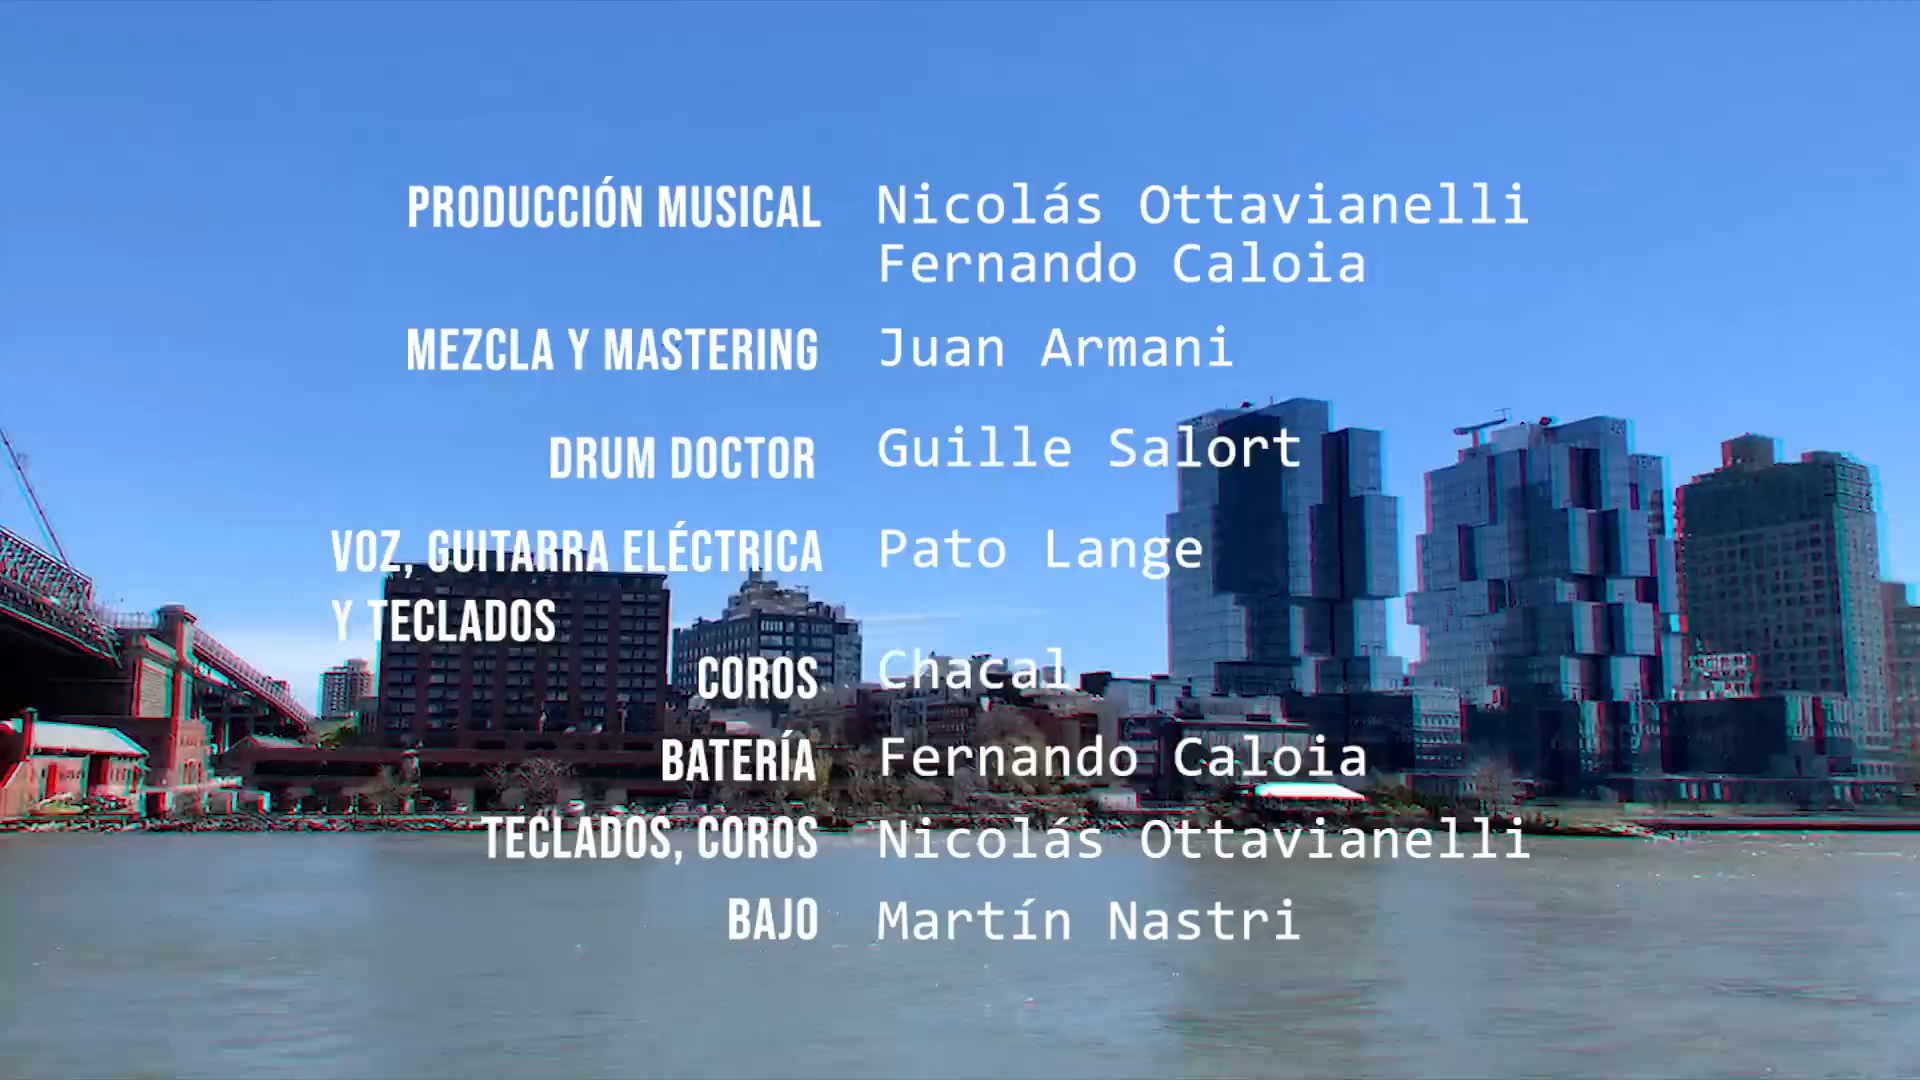 PRODUCCIÓN MUSICAL Nicolás Ottavianelli
Fernando Caloia
MEZCLA Y MASTERING Juan Armani
DRUM DOCTOR Guille Salort
VOZ, GUITARRA ELÉCTRICA Pato Lange
Y TECLADOS
COROS Chacal
BATERÍA Fernando Caloia
TECLADOS, COROS Nicolás Ottavianelli
BAJO Martín Nastri